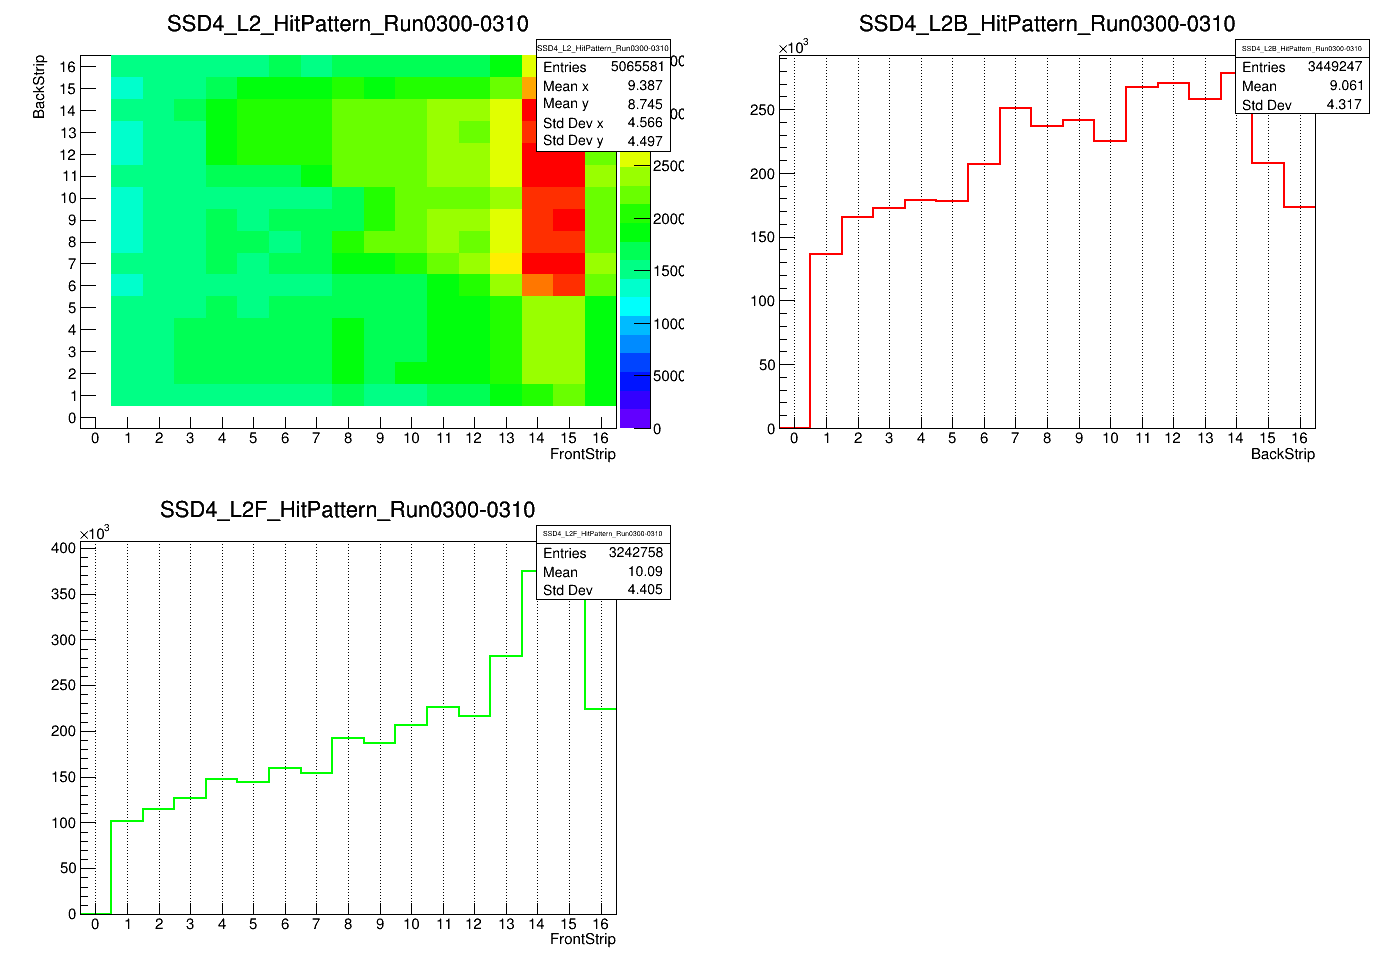 SSD4_L2_HitPattern_Run0300-0310
SSD4_L2_HitPattern_Run0300-0310
Entries 5065581
Mean x 9.387
Mean y 8.745
Std Dev x 4.566
Std Dev y 4.497
BackStrip
16
15
14
13
12
11
10
9
8
7
6
5
4
3
2
1
0
0 1 2 3 4 5 6 7 8 9 10 11 12 13 14 15 16
FrontStrip
2500
2000
1500
1000
5000
0
SSD4_L2B_HitPattern_Run0300-0310
×10³
SSD4_L2B_HitPattern_Run0300-0310
Entries 3449247
Mean 9.061
Std Dev 4.317
250
200
150
100
50
0
0 1 2 3 4 5 6 7 8 9 10 11 12 13 14 15 16
BackStrip
SSD4_L2F_HitPattern_Run0300-0310
×10³
SSD4_L2F_HitPattern_Run0300-0310
Entries 3242758
Mean 10.09
Std Dev 4.405
400
350
300
250
200
150
100
50
0
0 1 2 3 4 5 6 7 8 9 10 11 12 13 14 15 16
FrontStrip